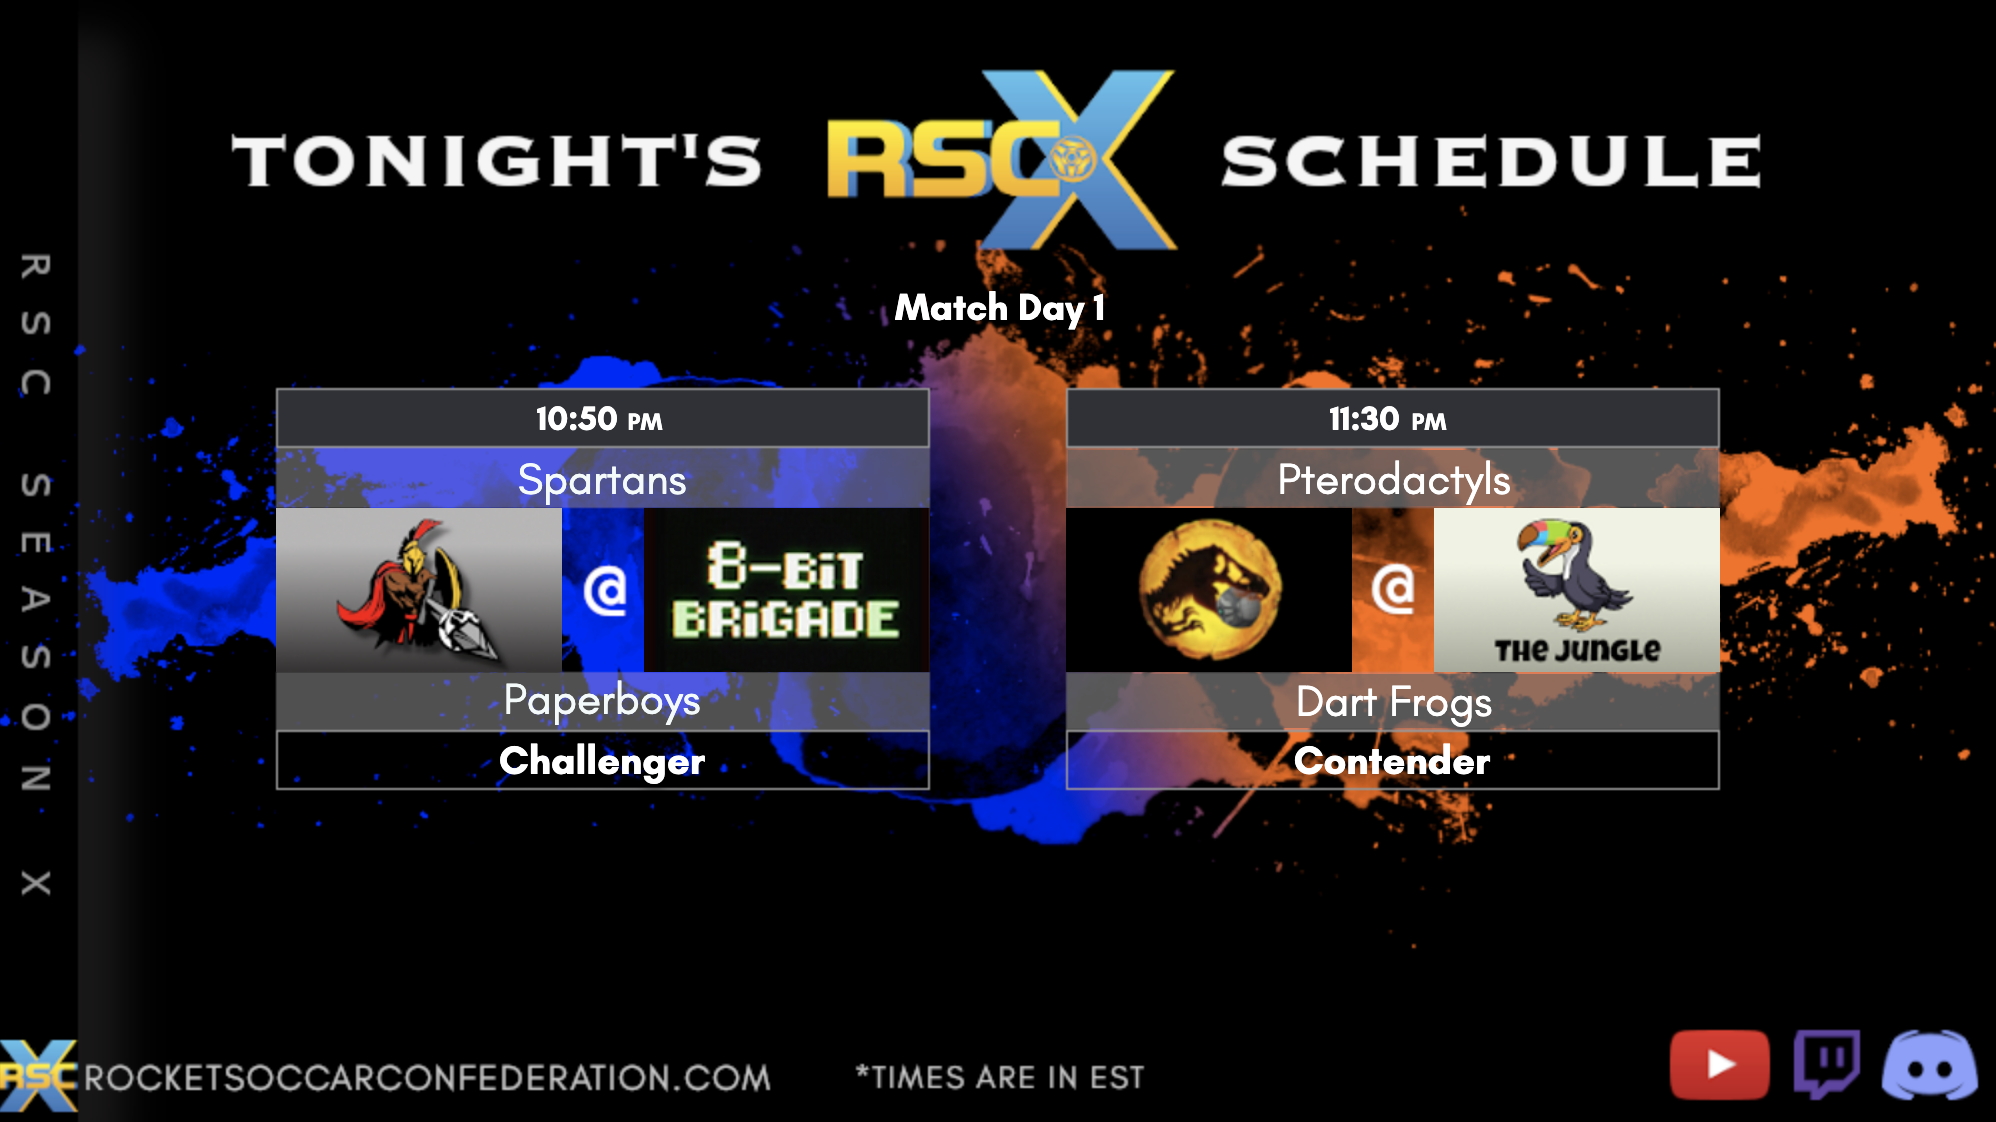 TONIGHT'S RSC X SCHEDULE
Match Day 1
10:50 PM
Spartans
@
8-BiT
BRiGADE
Paperboys
Challenger
11:30 PM
Pterodactyls
@
THE JUNGLE
Dart Frogs
Contender
RSC SEASON X
RSC X ROCKETSOCCARCONFEDERATION.COM
*TIMES ARE IN EST